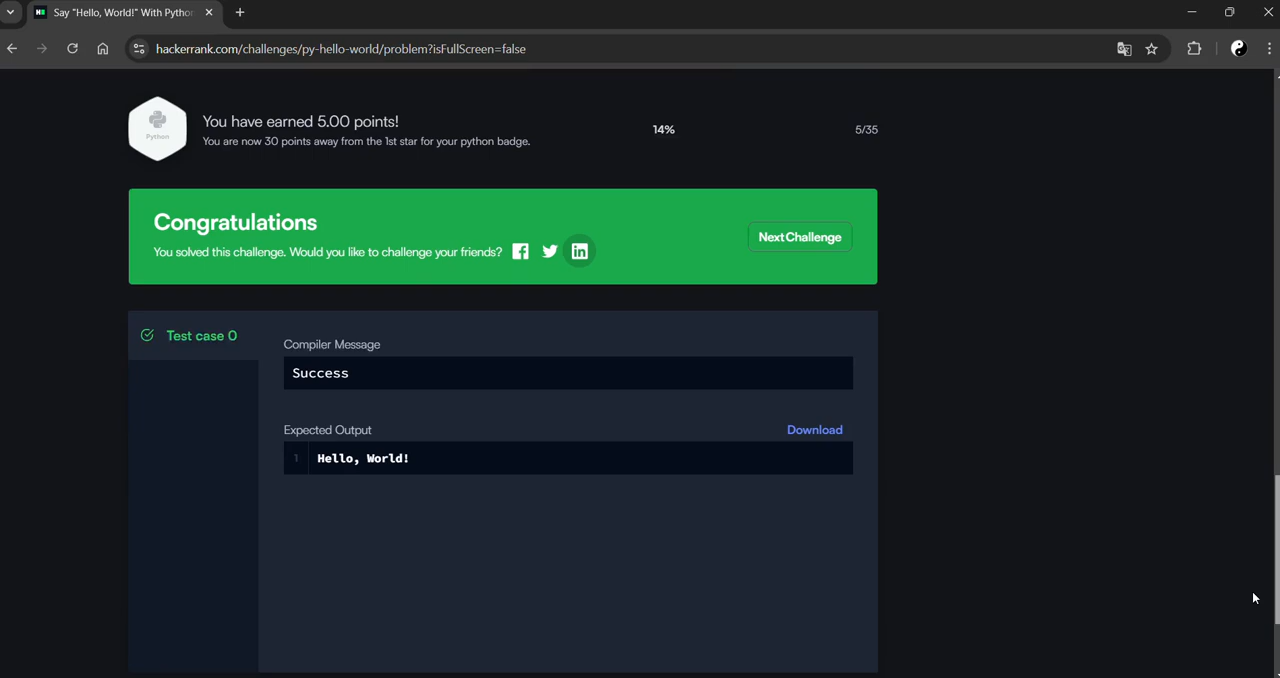 Say "Hello, World!" With Pythor
hackerrank.com/challenges/py-hello-world/problem?isFullScreen=false
Python
You have earned 5.00 points!
14%
5/35
You are now 30 points away from the 1st star for your python badge.
Congratulations
You solved this challenge. Would you like to challenge your friends?
Next Challenge
Test case 0
Compiler Message
Success
Expected Output
Download
1 Hello, World!